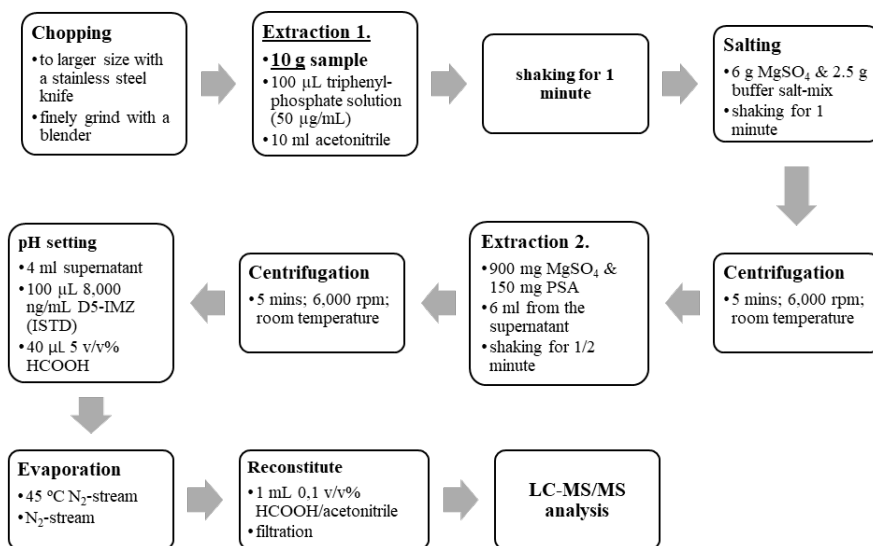 Chopping
• to larger size with
a stainless steel
knife
• finely grind with a
blender
Extraction 1.
• 10 g sample
• 100 µL triphenyl-
phosphate solution
(50 µg/mL)
• 10 ml acetonitrile
shaking for 1
minute
Salting
• 6 g MgSO₄ & 2.5 g
buffer salt-mix
• shaking for 1
minute
Centrifugation
• 5 mins; 6,000 rpm;
room temperature
Extraction 2.
• 900 mg MgSO₄ &
150 mg PSA
• 6 ml from the
supernatant
• shaking for 1/2
minute
Centrifugation
• 5 mins; 6,000 rpm;
room temperature
pH setting
• 4 ml supernatant
• 100 µL 8,000
ng/mL D5-IMZ
(ISTD)
• 40 µL 5 v/v%
HCOOH
Evaporation
• 45 °C N₂-stream
• N₂-stream
Reconstitute
• 1 mL 0,1 v/v%
HCOOH/acetonitrile
• filtration
LC-MS/MS
analysis